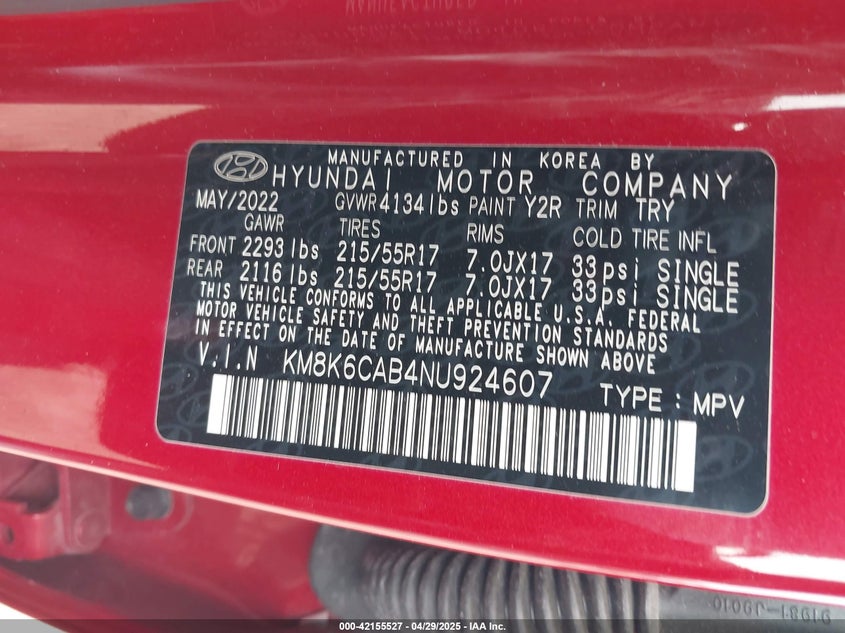 MANUFACTURED IN KOREA BY
HYUNDAI MOTOR COMPANY
MAY/2022 GVWR 4134 lbs PAINT Y2R TRIM TRY
GAWR TIRES RIMS COLD TIRE INFL
FRONT 2293 lbs 215/55R17 7.0JX17 33psi SINGLE
REAR 2116 lbs 215/55R17 7.0JX17 33psi SINGLE
THIS VEHICLE CONFORMS TO ALL APPLICABLE U.S.A. FEDERAL
MOTOR VEHICLE SAFETY AND THEFT PREVENTION STANDARDS
IN EFFECT ON THE DATE OF MANUFACTURE SHOWN ABOVE
V.I.N KM8K6CAB4NU924607
TYPE : MPV
91981-J9010
000-42155527 - 04/29/2025 - IAA Inc.